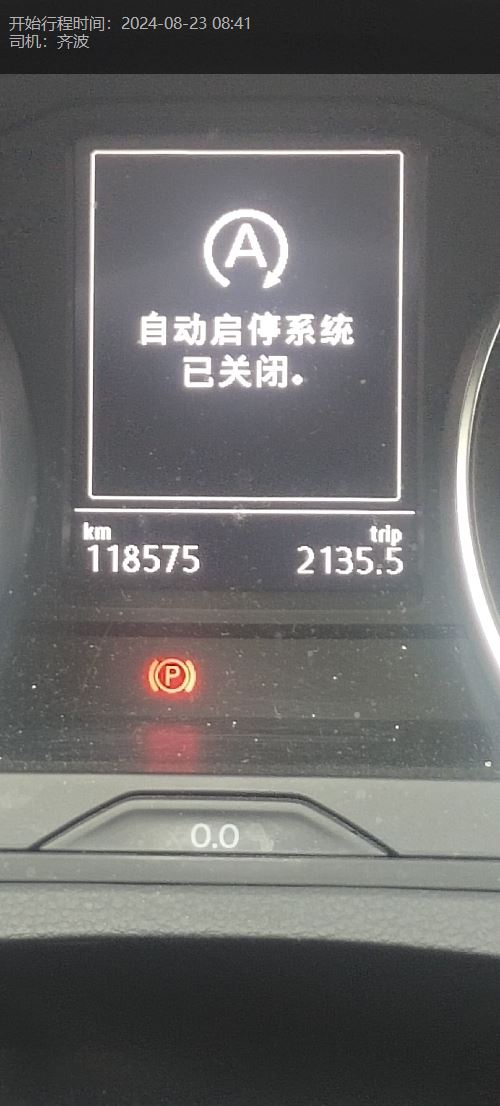 开始行程时间：2024-08-23 08:41
司机：齐波
A
自动启停系统
已关闭。
km trip
118575 2135.5
P
0.0